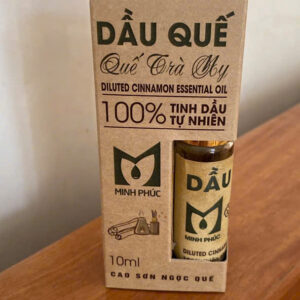 DẦU QUẾ
Quế Trà My
DILUTED CINNAMON ESSENTIAL OIL
100% TINH DẦU
TỰ NHIÊN
MINH PHÚC
10ml
CAO SƠN NGỌC QUẾ
DẦU
MINH PHÚC
DILUTED CINNA